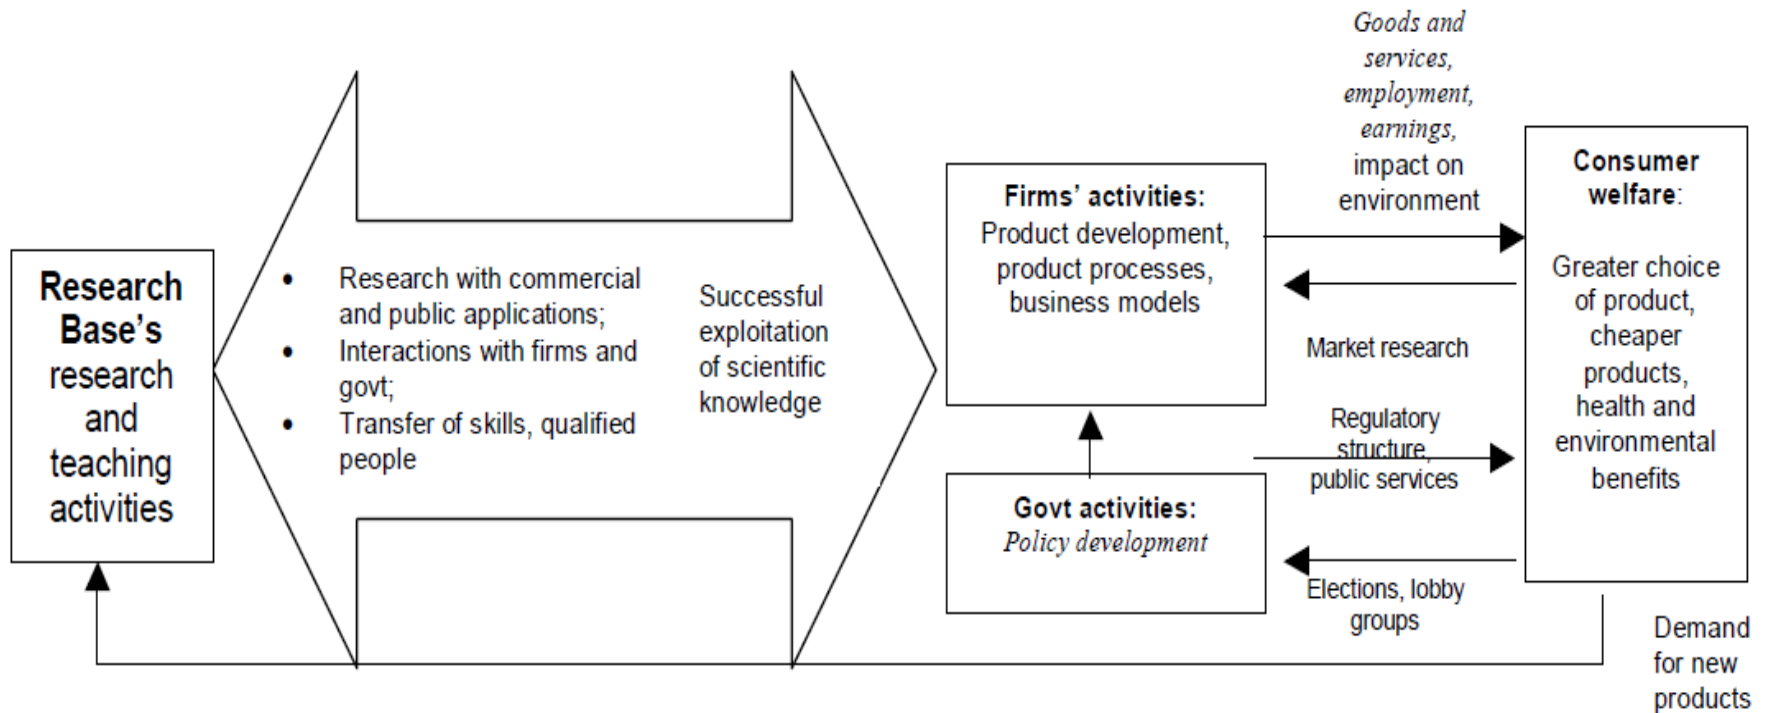 Research
Base's
research
and
teaching
activities
• Research with commercial
and public applications;
• Interactions with firms and
govt;
• Transfer of skills, qualified
people
Successful
exploitation
of scientific
knowledge
Firms' activities:
Product development,
product processes,
business models
Govt activities:
Policy development
Goods and
services,
employment,
earnings,
impact on
environment
Market research
Regulatory
structure,
public services
Elections, lobby
groups
Consumer
welfare:
Greater choice
of product,
cheaper
products,
health and
environmental
benefits
Demand
for new
products